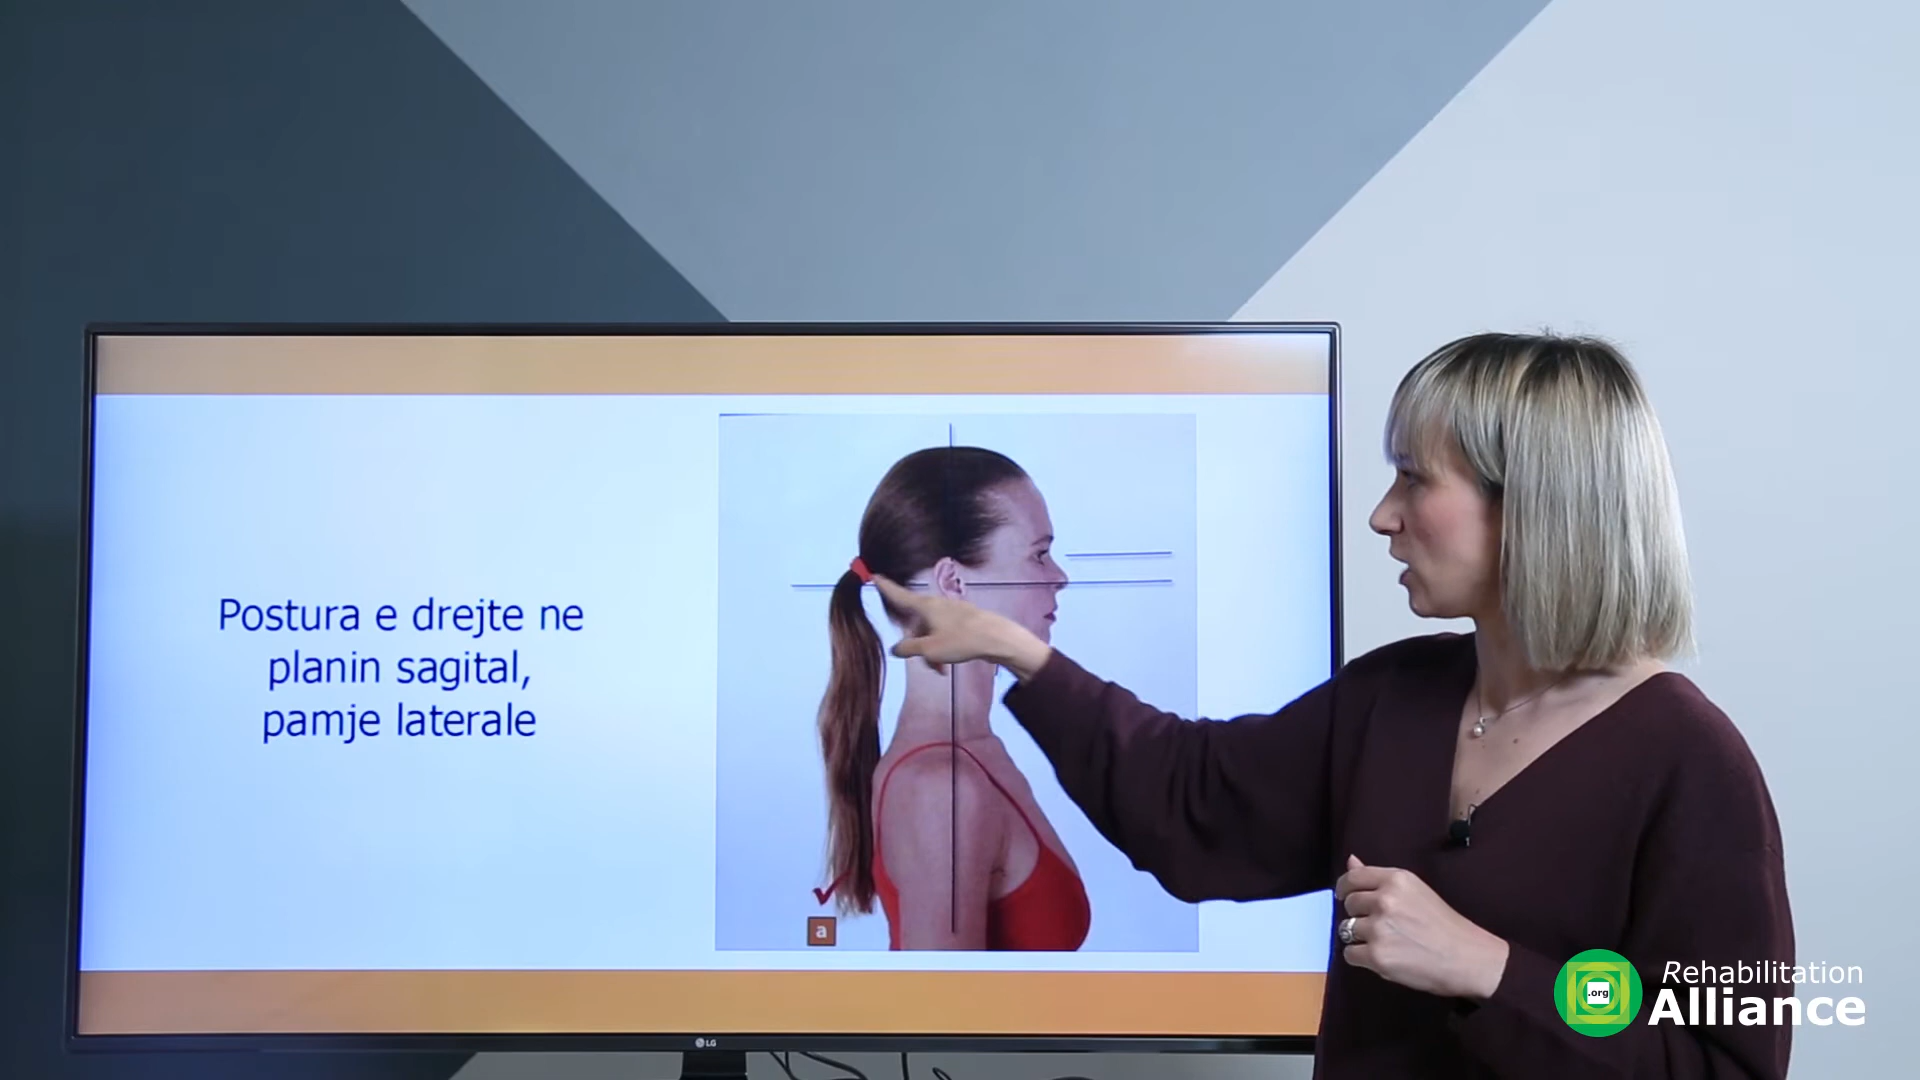 Postura e drejte ne
planin sagital,
pamje laterale
a
LG
.org
Rehabilitation
Alliance